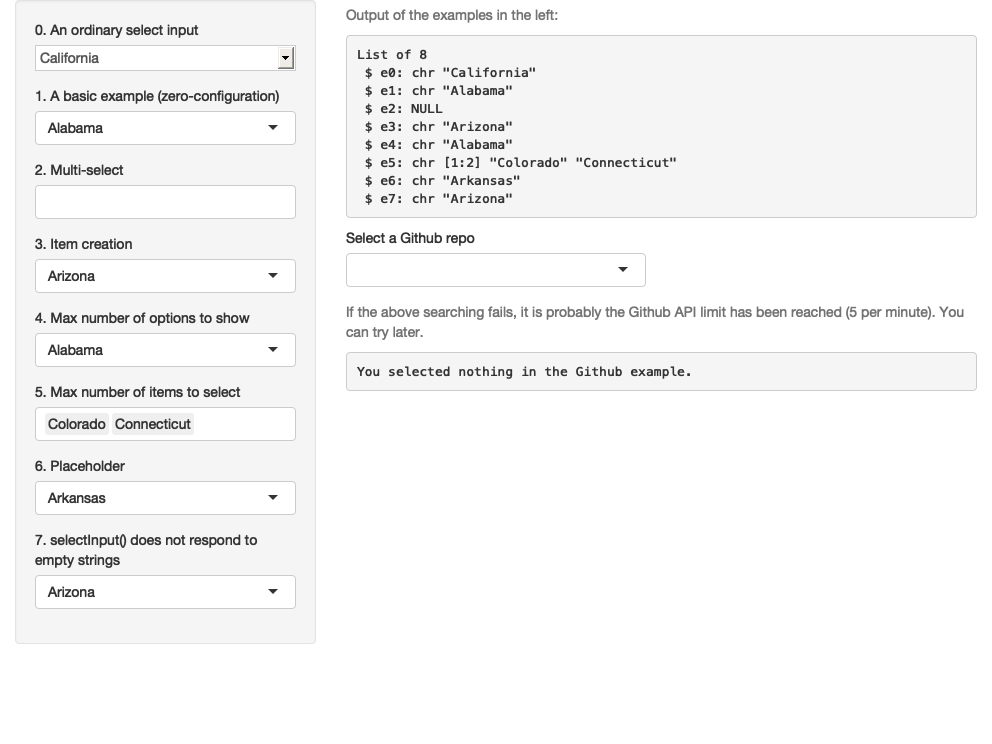 0. An ordinary select input
California
1. A basic example (zero-configuration)
Alabama
2. Multi-select
3. Item creation
Arizona
4. Max number of options to show
Alabama
5. Max number of items to select
Colorado Connecticut
6. Placeholder
Arkansas
7. selectInput() does not respond to
empty strings
Arizona
Output of the examples in the left:
List of 8
 $ e0: chr "California"
 $ e1: chr "Alabama"
 $ e2: NULL
 $ e3: chr "Arizona"
 $ e4: chr "Alabama"
 $ e5: chr [1:2] "Colorado" "Connecticut"
 $ e6: chr "Arkansas"
 $ e7: chr "Arizona"
Select a Github repo
If the above searching fails, it is probably the Github API limit has been reached (5 per minute). You
can try later.
You selected nothing in the Github example.